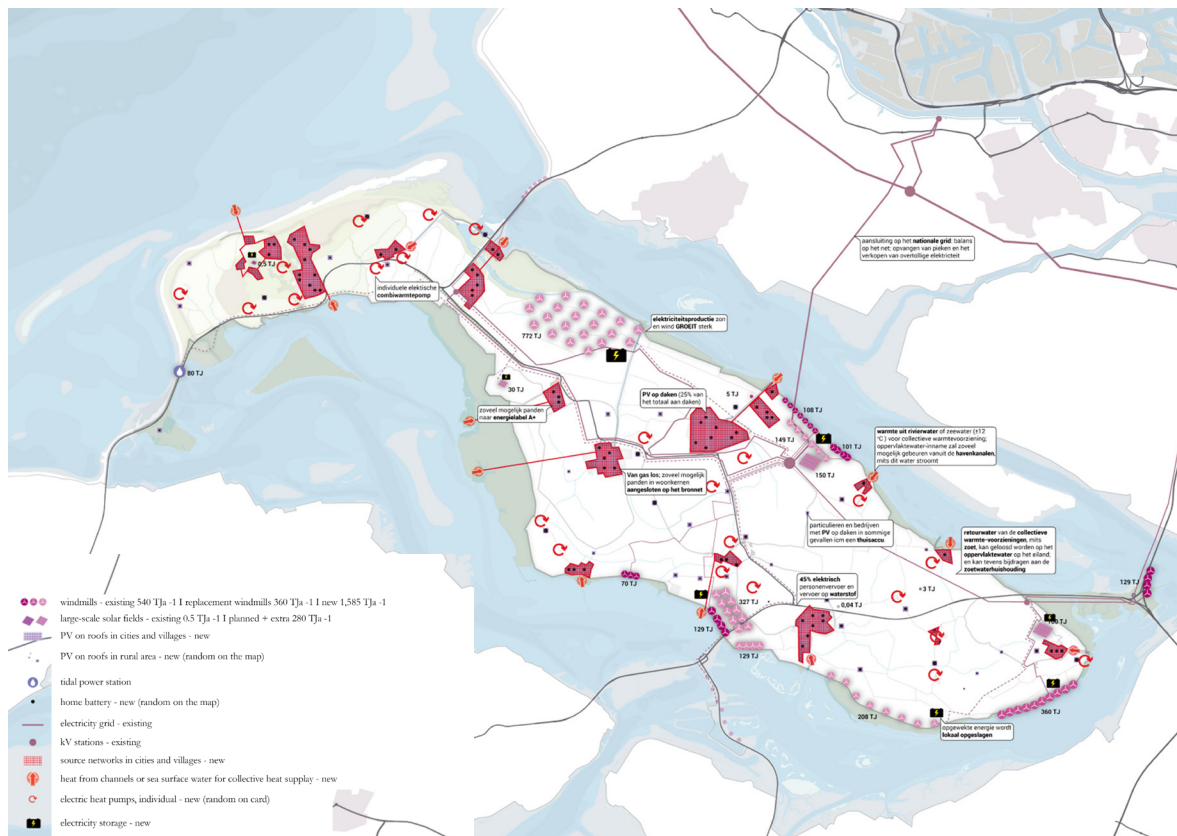 aansluiting op het nationale grid: balans
op het net; opvangen van pieken en het
verkopen van overtollige elektriciteit
0,5 TJ
individuele elektische
combiwarmtepomp
elektriciteitsproductie zon
en wind GROEIT sterk
772 TJ
80 TJ
30 TJ
zoveel mogelijk panden
naar energielabel A+
PV op daken (25% van
het totaal aan daken)
5 TJ
108 TJ
149 TJ
101 TJ
150 TJ
warmte uit rivierwater of zeewater (±12
°C) voor collectieve warmtevoorziening;
oppervlaktewater-inname zal zoveel
mogelijk gebeuren vanuit de havenkanalen,
mits dit water stroomt
Van gas los; zoveel mogelijk
panden in woonkernen
aangesloten op het bronnet
particulieren en bedrijven
met PV op daken in sommige
gevallen icm een thuisaccu
retourwater van de collectieve
warmte-voorzieningen, mits
zoet, kan geloosd worden op het
oppervlaktewater op het eiland;
en kan tevens bijdragen aan de
zoetwaterhuishouding
70 TJ
45% elektrisch
personenvervoer en
vervoer op waterstof
129 TJ
3 TJ
327 TJ
0,04 TJ
129 TJ
129 TJ
208 TJ
360 TJ
opgewekte energie wordt
lokaal opgeslagen
windmills - existing 540 TJa -1 I replacement windmills 360 TJa -1 I new 1,585 TJa -1
large-scale solar fields - existing 0.5 TJa -1 I planned + extra 280 TJa -1
PV on roofs in cities and villages - new
PV on roofs in rural area - new (random on the map)
tidal power station
home battery - new (random on the map)
electricity grid - existing
kV stations - existing
source networks in cities and villages - new
heat from channels or sea surface water for collective heat supplay - new
electric heat pumps, individual - new (random on card)
electricity storage - new